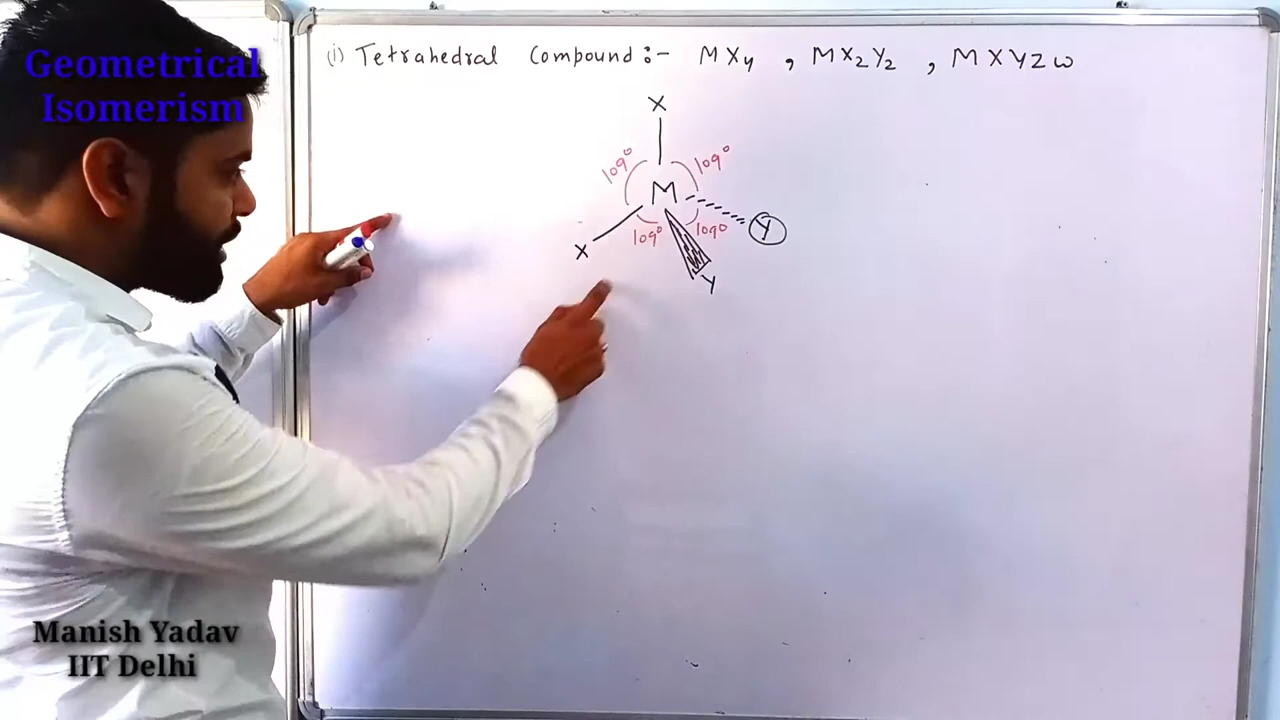 Geometrical
Isomerism
(i) Tetrahedral Compound :- MX4 , MX2Y2 , MXYZW
X
109° 109°
M
X 109° 109° Y
Y
Manish Yadav
IIT Delhi